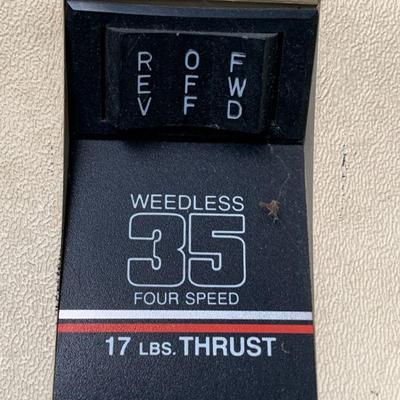 REV OFF FWD
WEEDLESS
35
FOUR SPEED
17 LBS. THRUST